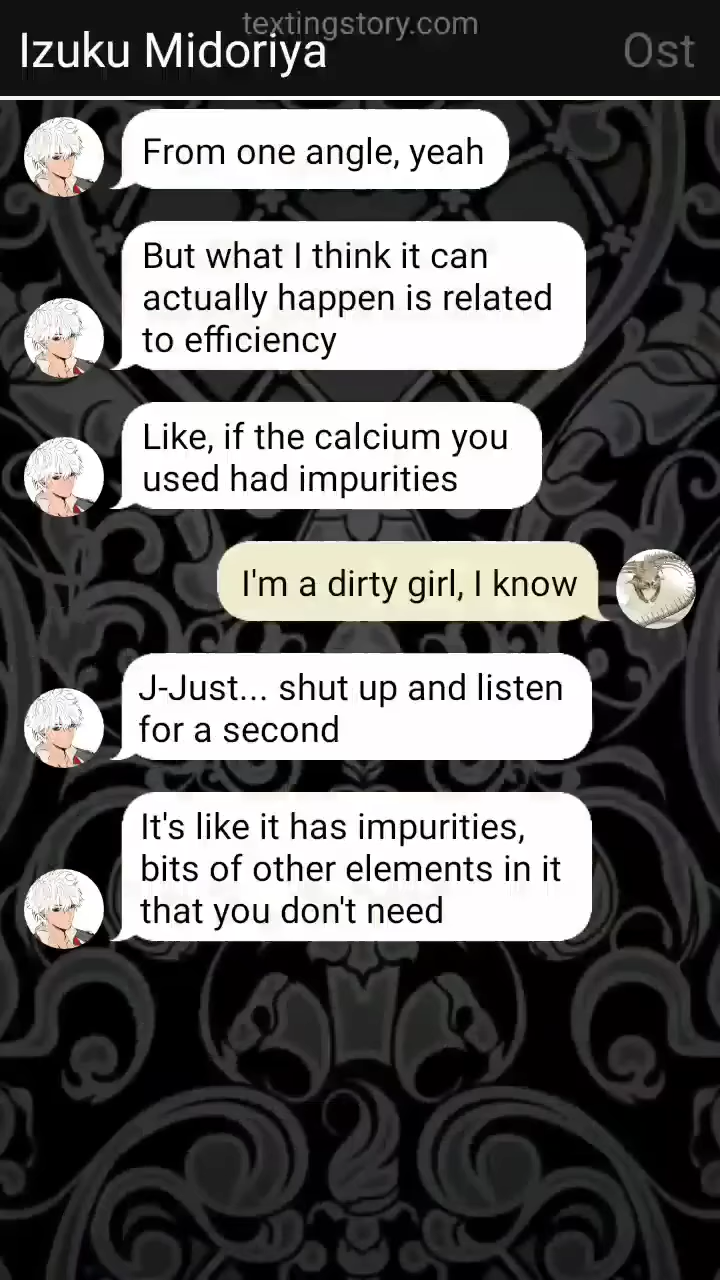 textingstory.com
Izuku Midoriya
Ost
From one angle, yeah
But what I think it can
actually happen is related
to efficiency
Like, if the calcium you
used had impurities
I'm a dirty girl, I know
J-Just... shut up and listen
for a second
It's like it has impurities,
bits of other elements in it
that you don't need